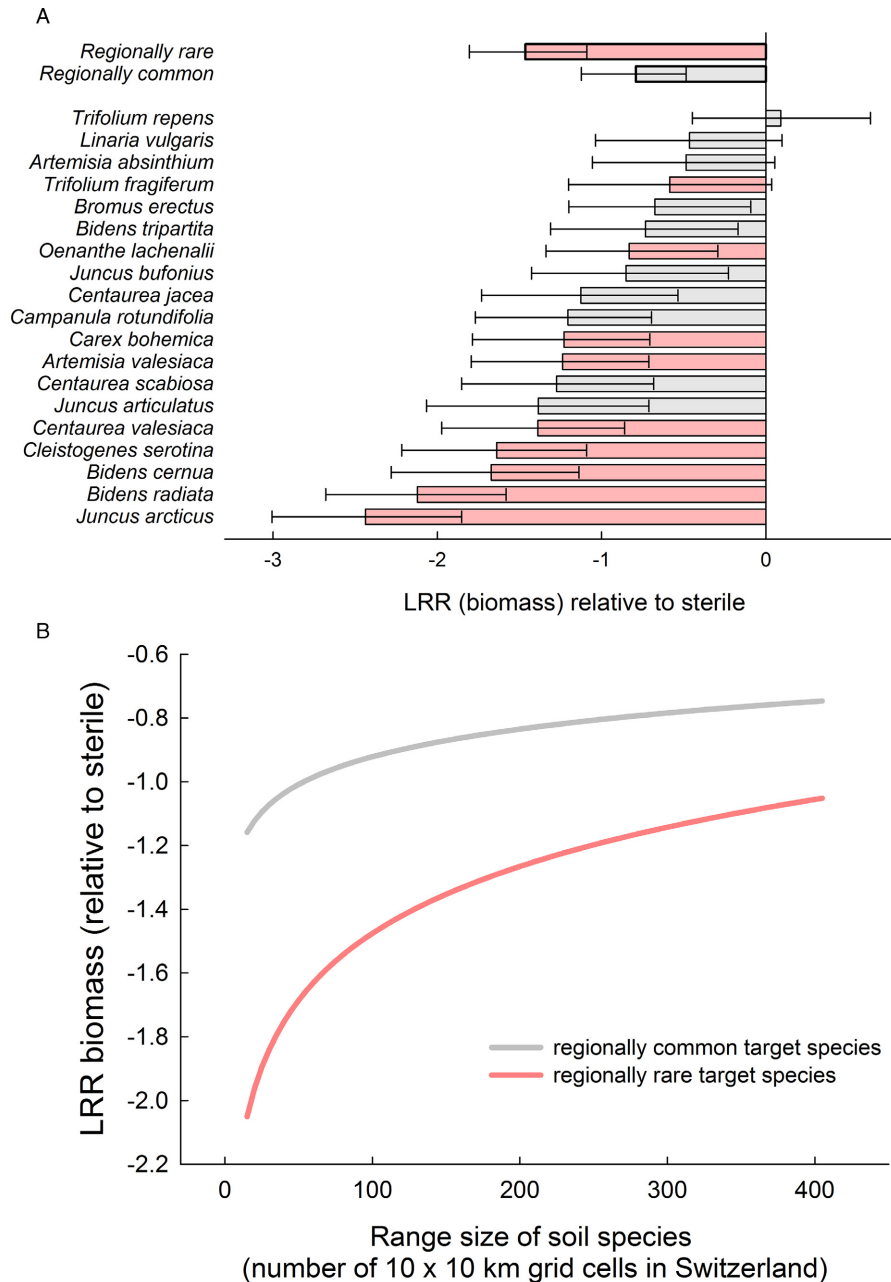 A
Regionally rare
Regionally common
Trifolium repens
Linaria vulgaris
Artemisia absinthium
Trifolium fragiferum
Bromus erectus
Bidens tripartita
Oenanthe lachenalii
Juncus bufonius
Centaurea jacea
Campanula rotundifolia
Carex bohemica
Artemisia valesiaca
Centaurea scabiosa
Juncus articulatus
Centaurea valesiaca
Cleistogenes serotina
Bidens cernua
Bidens radiata
Juncus arcticus
-3 -2 -1 0
LRR (biomass) relative to sterile
B
LRR biomass (relative to sterile)
-0.6
-0.8
-1.0
-1.2
-1.4
-1.6
-1.8
-2.0
-2.2
regionally common target species
regionally rare target species
0 100 200 300 400
Range size of soil species
(number of 10 x 10 km grid cells in Switzerland)